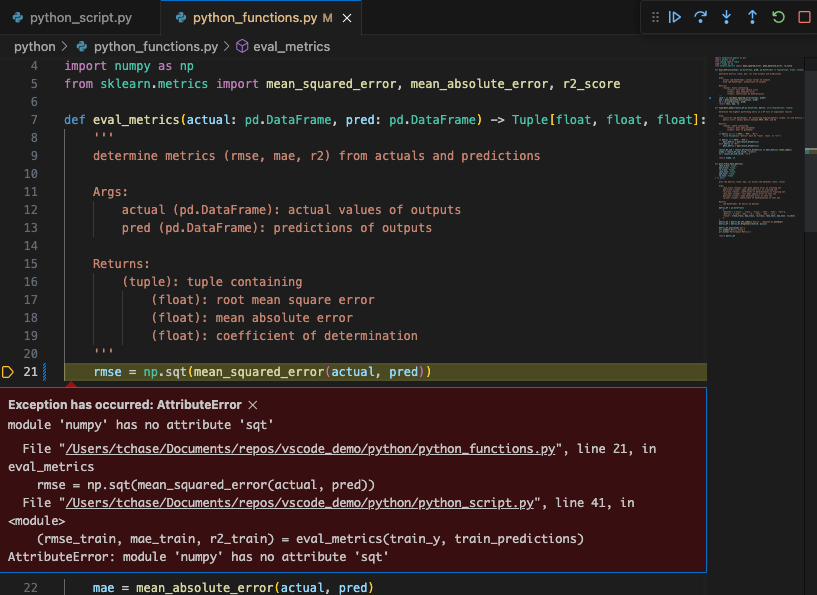 python_script.py
python_functions.py M
python > python_functions.py > eval_metrics
4 import numpy as np
5 from sklearn.metrics import mean_squared_error, mean_absolute_error, r2_score
6
7 def eval_metrics(actual: pd.DataFrame, pred: pd.DataFrame) -> Tuple[float, float, float]:
8 '''
9 determine metrics (rmse, mae, r2) from actuals and predictions
10
11 Args:
12 actual (pd.DataFrame): actual values of outputs
13 pred (pd.DataFrame): predictions of outputs
14
15 Returns:
16 (tuple): tuple containing
17 (float): root mean square error
18 (float): mean absolute error
19 (float): coefficient of determination
20 '''
21 rmse = np.sqt(mean_squared_error(actual, pred))
Exception has occurred: AttributeError
module 'numpy' has no attribute 'sqt'
File "/Users/tchase/Documents/repos/vscode_demo/python/python_functions.py", line 21, in
eval_metrics
rmse = np.sqt(mean_squared_error(actual, pred))
File "/Users/tchase/Documents/repos/vscode_demo/python/python_script.py", line 41, in
<module>
(rmse_train, mae_train, r2_train) = eval_metrics(train_y, train_predictions)
AttributeError: module 'numpy' has no attribute 'sqt'
22 mae = mean_absolute_error(actual, pred)